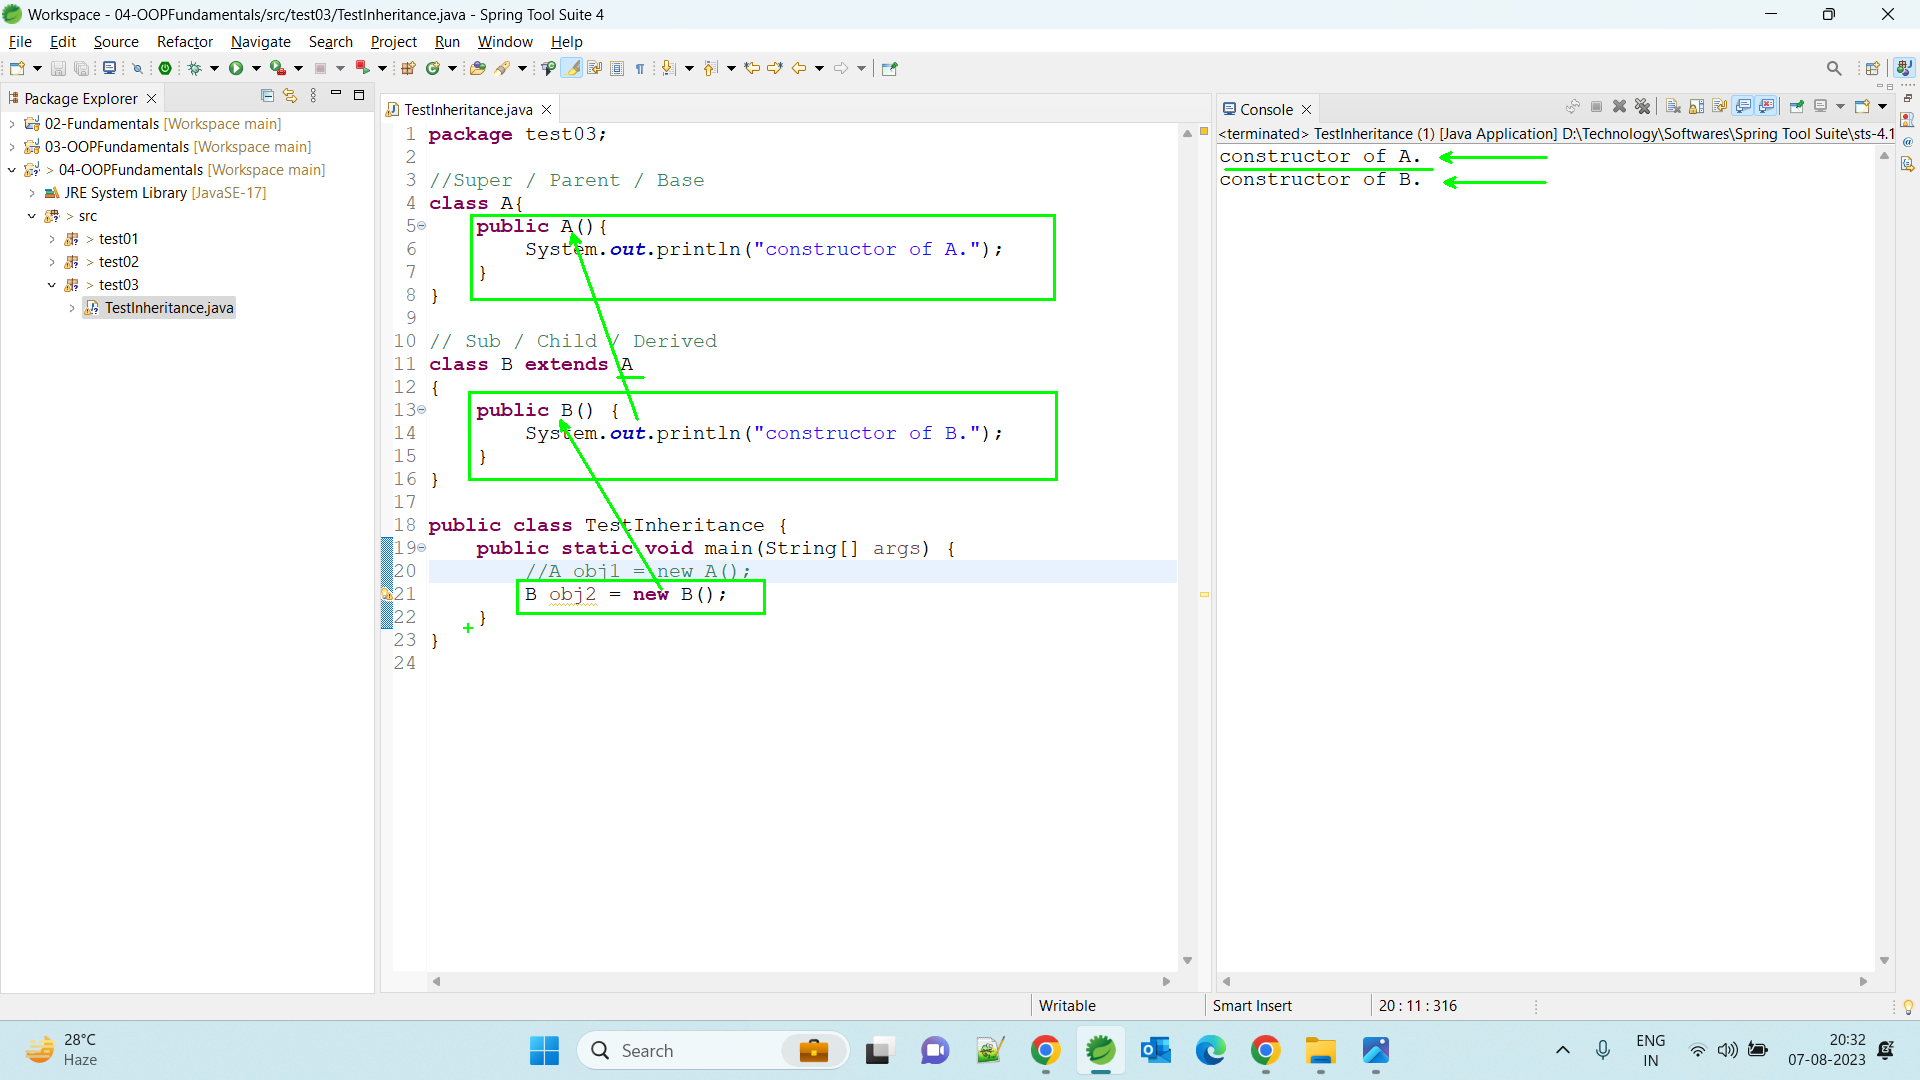 Workspace - 04-OOPFundamentals/src/test03/TestInheritance.java - Spring Tool Suite 4
File Edit Source Refactor Navigate Search Project Run Window Help
Package Explorer
02-Fundamentals [Workspace main]
03-OOPFundamentals [Workspace main]
> 04-OOPFundamentals [Workspace main]
JRE System Library [JavaSE-17]
> src
> test01
> test02
> test03
TestInheritance.java
TestInheritance.java
1 package test03;
2
3 //Super / Parent / Base
4 class A{
5 public A(){
6 System.out.println("constructor of A.");
7 }
8 }
9
10 // Sub / Child / Derived
11 class B extends A
12 {
13 public B() {
14 System.out.println("constructor of B.");
15 }
16 }
17
18 public class TestInheritance {
19 public static void main(String[] args) {
20 //A obj1 = new A();
21 B obj2 = new B();
22 }
23 }
24
Console
<terminated> TestInheritance (1) [Java Application] D:\Technology\Softwares\Spring Tool Suite\sts-4.1
constructor of A.
constructor of B.
Writable Smart Insert 20 : 11 : 316
28°C
Haze
Search
ENG
IN
20:32
07-08-2023